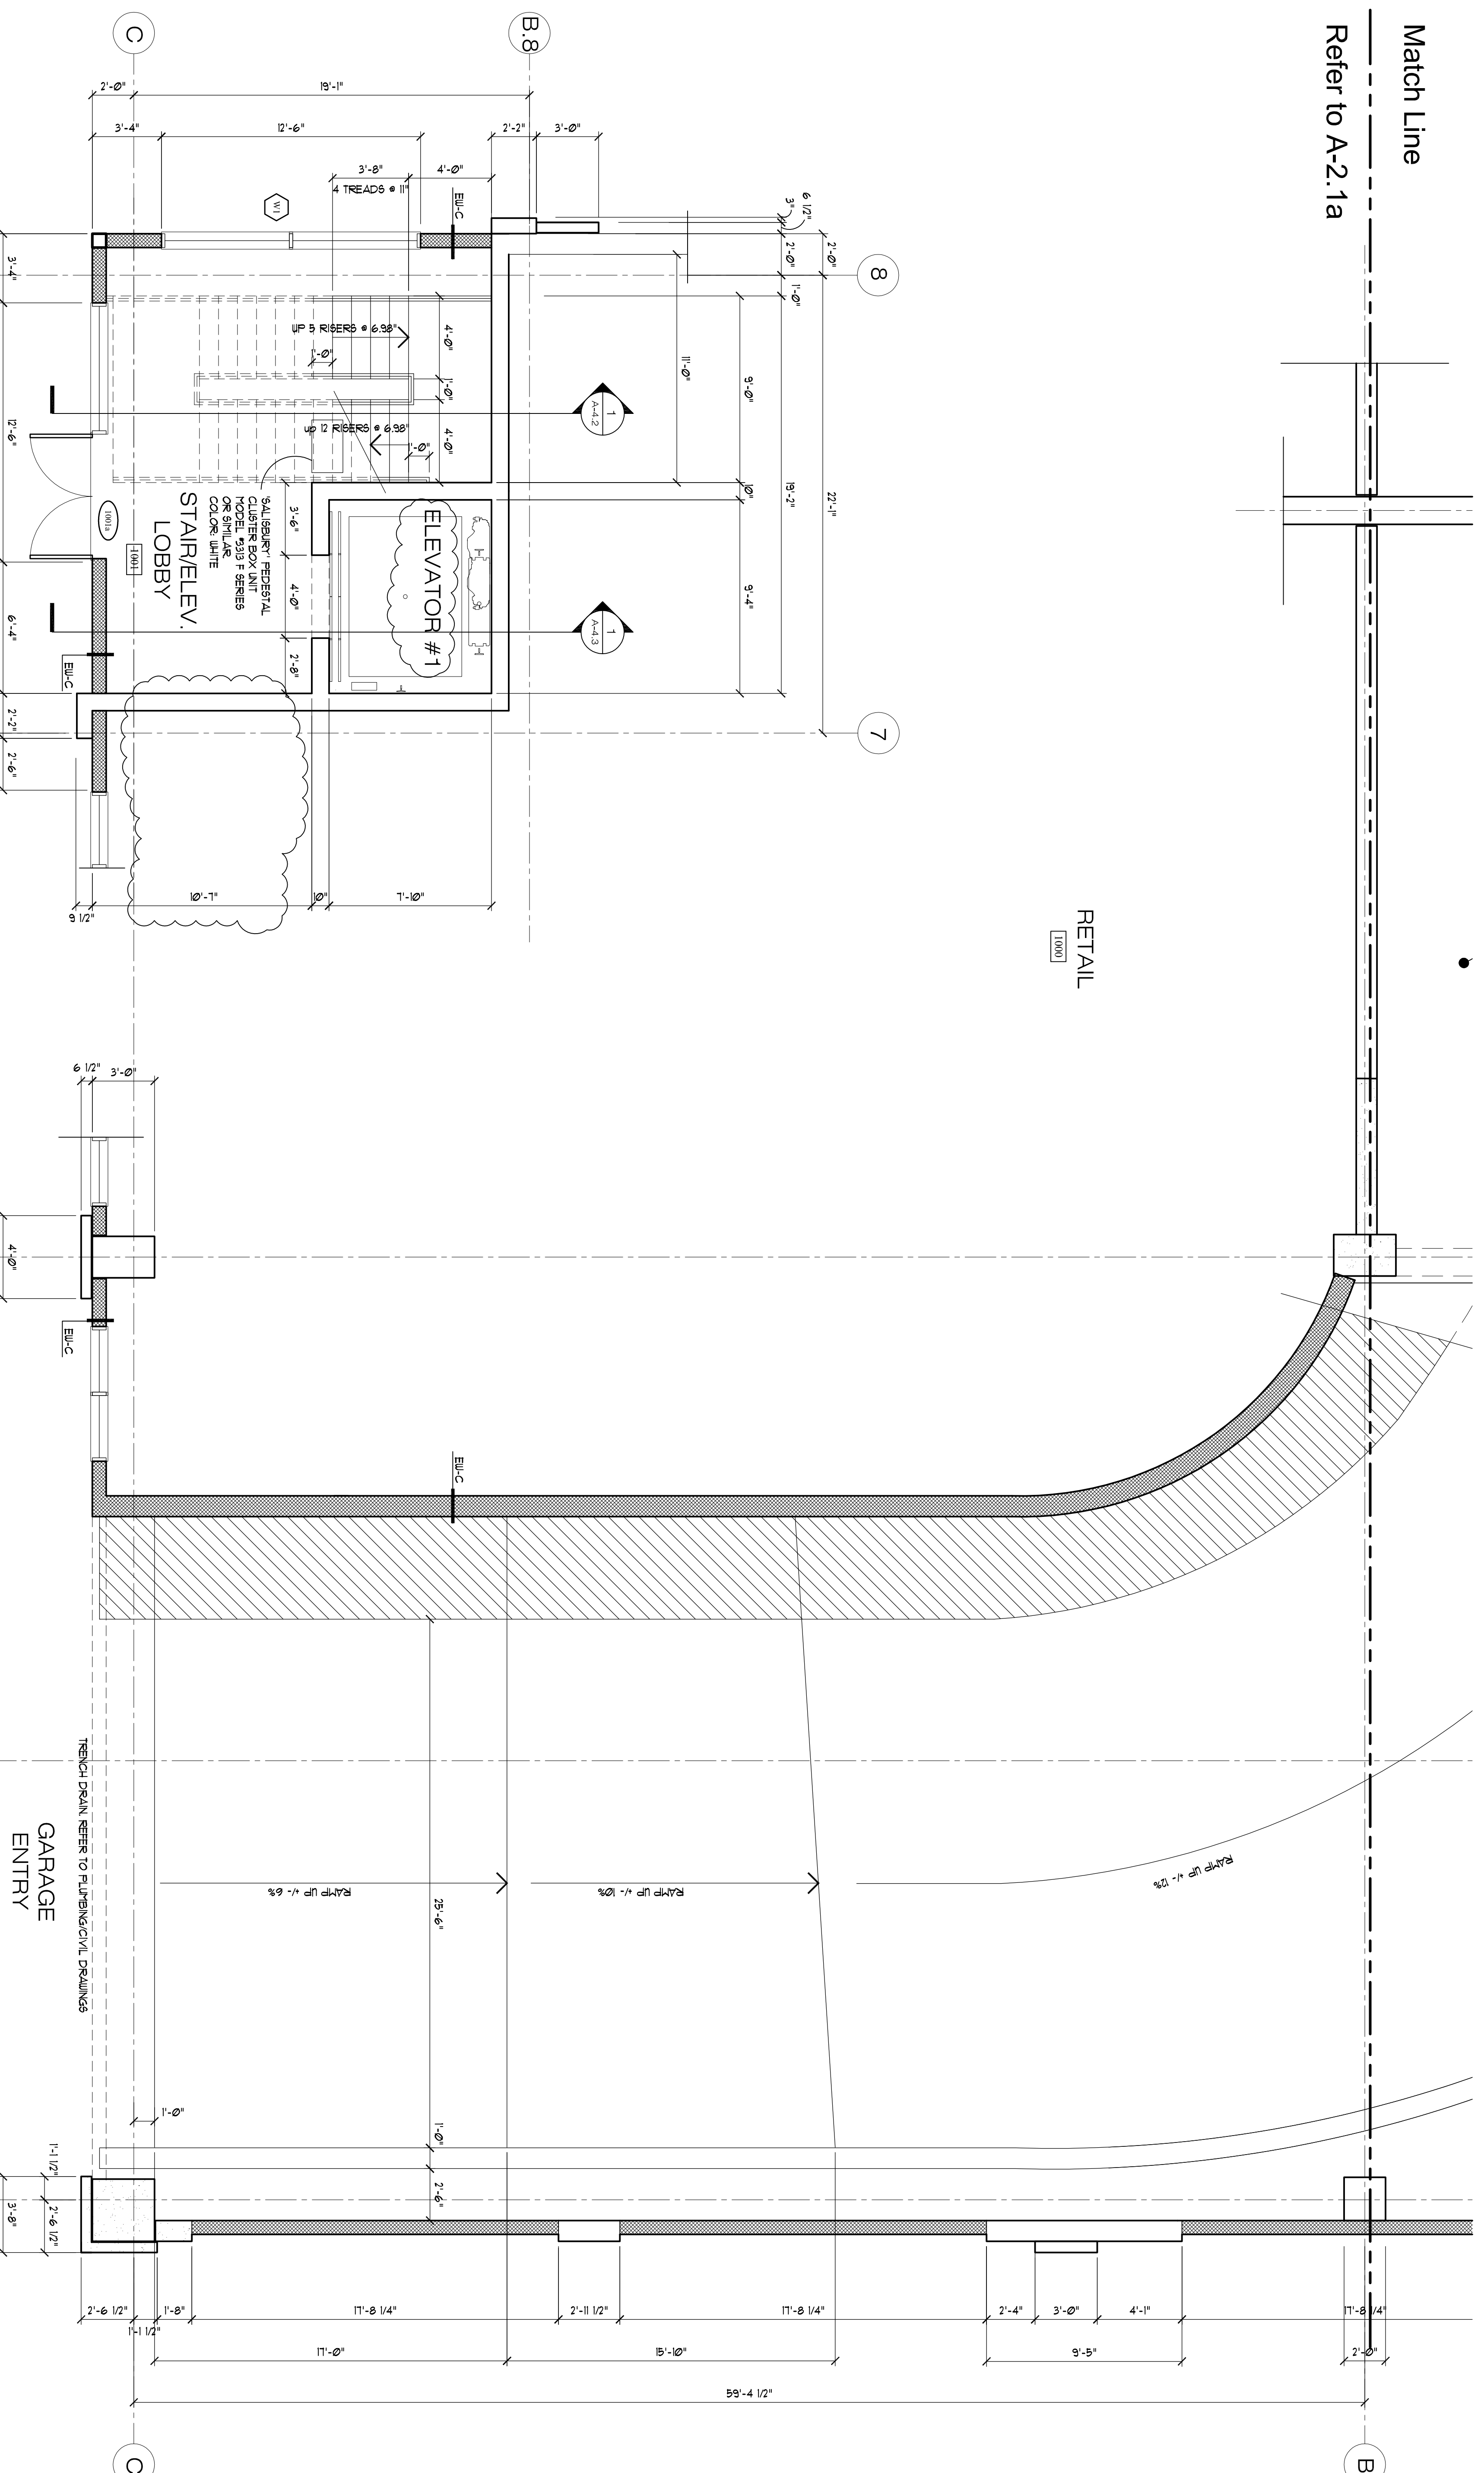 Match Line
Refer to A-2.1a
C
B.8
2'-0"
19'-1"
3'-4"
12'-6"
2'-2"
3'-0"
3'-8"
4'-0"
4 TREADS @ 11"
EW-C
W1
6 1/2"
3"
2'-0"
2'-0"
1'-0"
8
3'-4"
12'-6"
6'-4"
2'-2"
2'-6"
UP 5 RISERS @ 6.98"
1'-0"
4'-0"
1'-0"
4'-0"
up 12 RISERS @ 6.98"
1'-0"
11'-0"
9'-0"
10"
19'-2"
22'-1"
9'-4"
1
A-4.2
1
A-4.3
1001a
1001
STAIR/ELEV.
LOBBY
'SALISBURY' PEDESTAL
CLUSTER BOX UNIT
MODEL #3313 F SERIES
OR SIMILAR
COLOR: WHITE
3'-6"
4'-0"
2'-8"
ELEVATOR #1
EW-C
7
9 1/2"
10'-7"
10"
7'-10"
RETAIL
1000
6 1/2"
3'-0"
4'-0"
EW-C
EW-C
TRENCH DRAIN. REFER TO PLUMBING/CIVIL DRAWINGS
GARAGE
ENTRY
RAMP UP +/- 6%
RAMP UP +/- 10%
RAMP UP +/- 12%
25'-6"
1'-0"
1'-0"
2'-6"
1'-1 1/2"
2'-6 1/2"
3'-8"
2'-6 1/2"
1'-1 1/2"
1'-8"
17'-8 1/4"
2'-11 1/2"
17'-8 1/4"
2'-4"
3'-0"
4'-1"
17'-8 1/4"
17'-0"
15'-10"
9'-5"
2'-0"
59'-4 1/2"
C
B